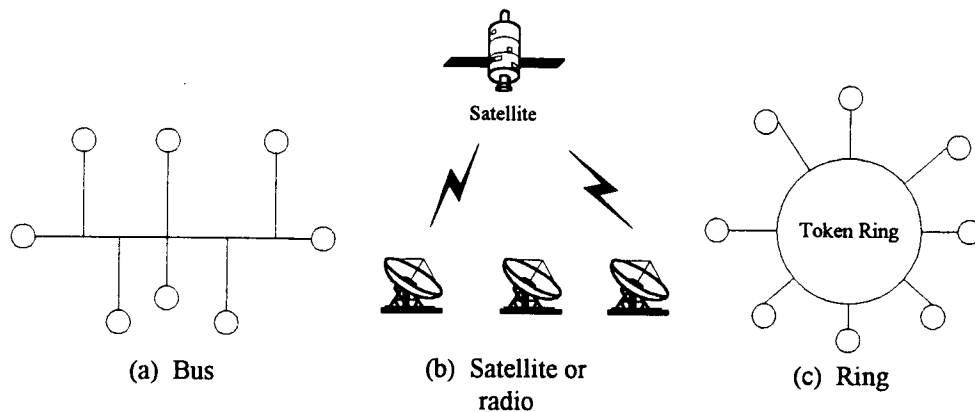 Satellite
Token Ring
(a) Bus
(b) Satellite or
radio
(c) Ring